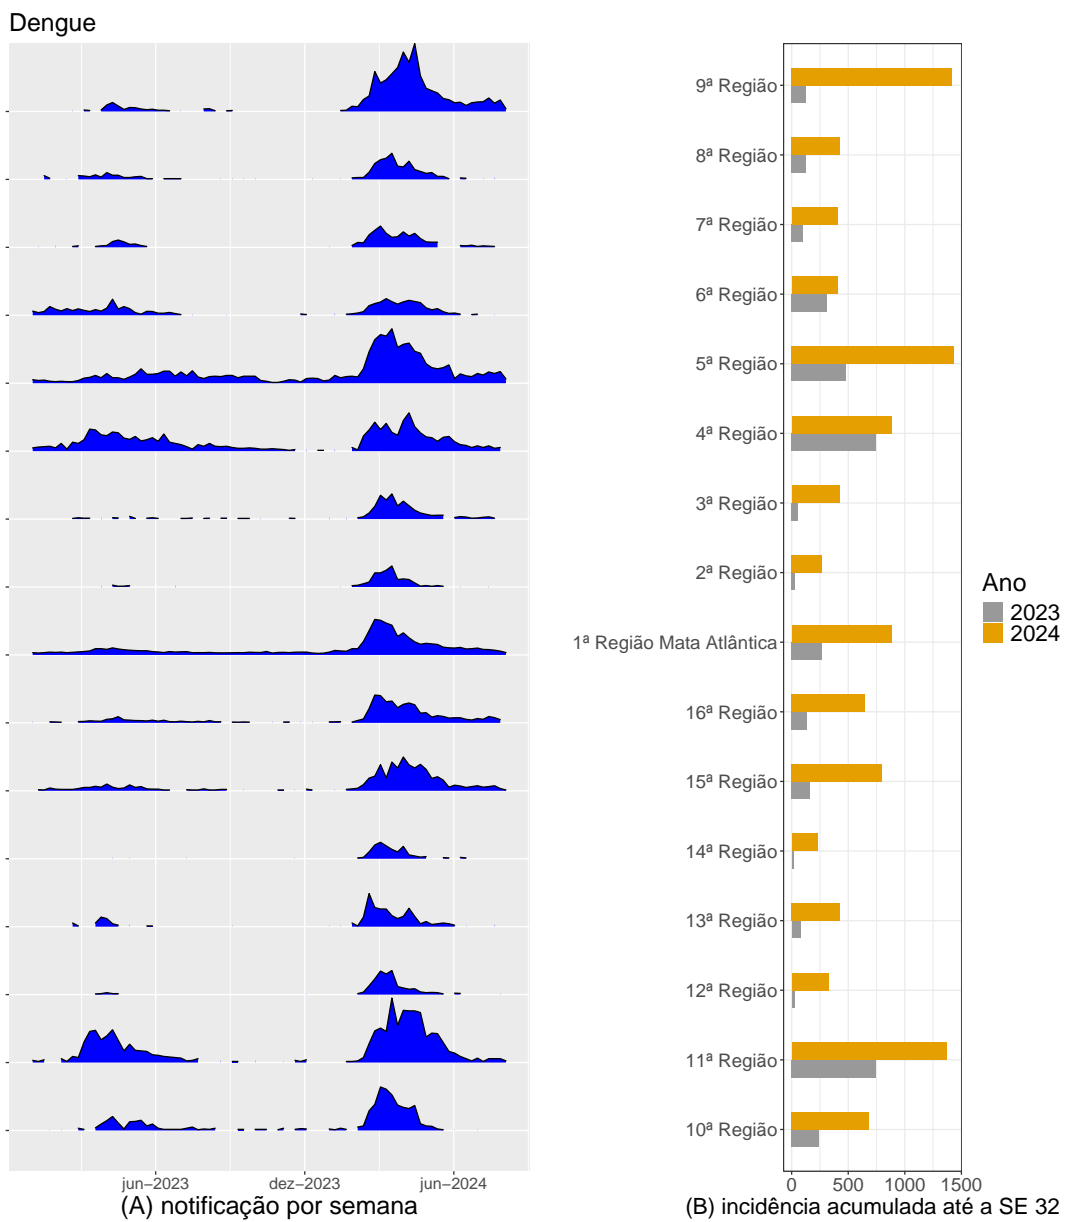 Dengue
9ª Região
8ª Região
7ª Região
6ª Região
5ª Região
4ª Região
3ª Região
2ª Região
1ª Região Mata Atlântica
16ª Região
15ª Região
14ª Região
13ª Região
12ª Região
11ª Região
10ª Região
Ano
2023
2024
jun–2023 dez–2023 jun–2024
(A) notificação por semana
0 500 1000 1500
(B) incidência acumulada até a SE 32